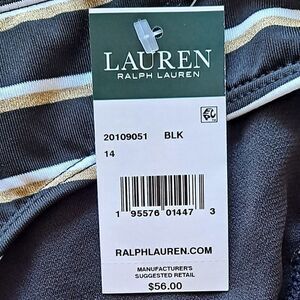 LAUREN
RALPH LAUREN
20109051 BLK
14
1 95576 01447 3
RALPHLAUREN.COM
MANUFACTURER'S
SUGGESTED RETAIL
$56.00